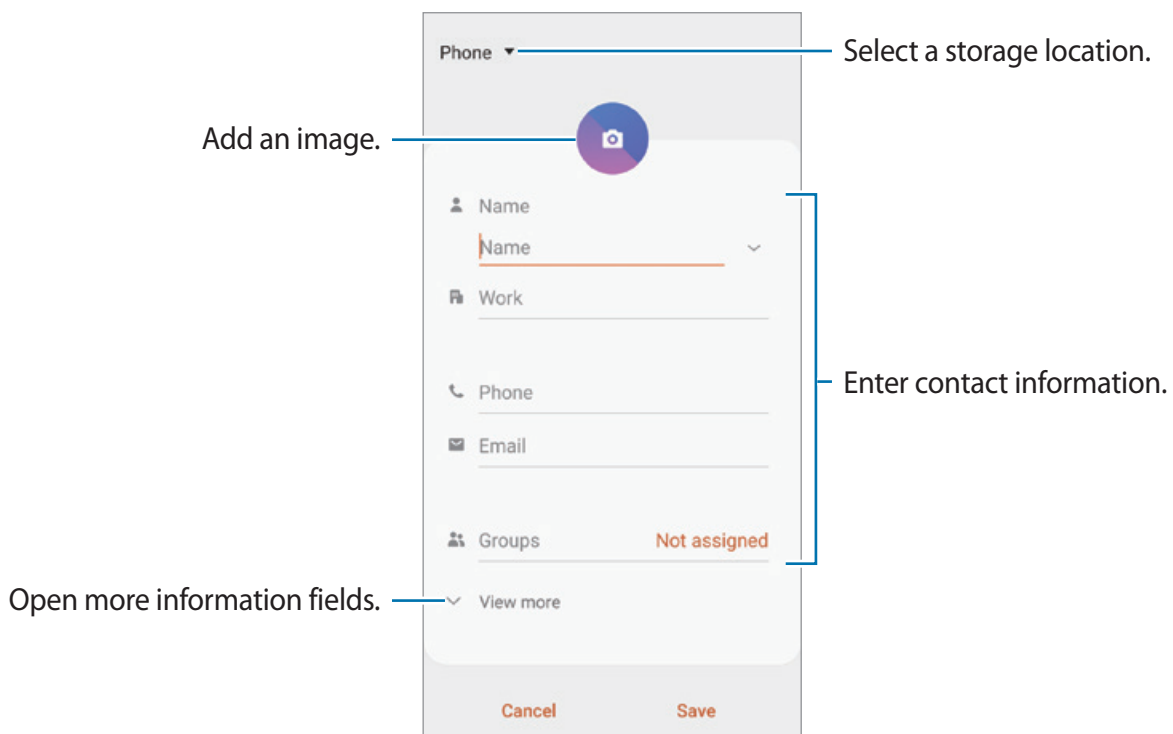 Phone
Select a storage location.
Add an image.
Name
Name
Work
Phone
Enter contact information.
Email
Groups Not assigned
Open more information fields.
View more
Cancel Save